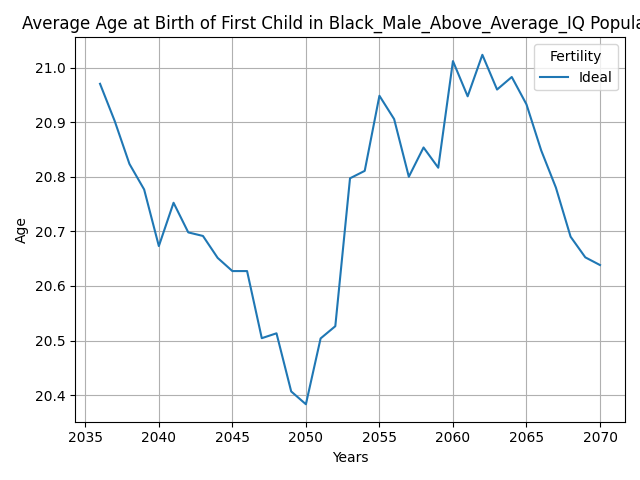 Average Age at Birth of First Child in Black_Male_Above_Average_IQ Popula
Fertility
Ideal
21.0
20.9
20.8
20.7
20.6
20.5
20.4
Age
2035 2040 2045 2050 2055 2060 2065 2070
Years